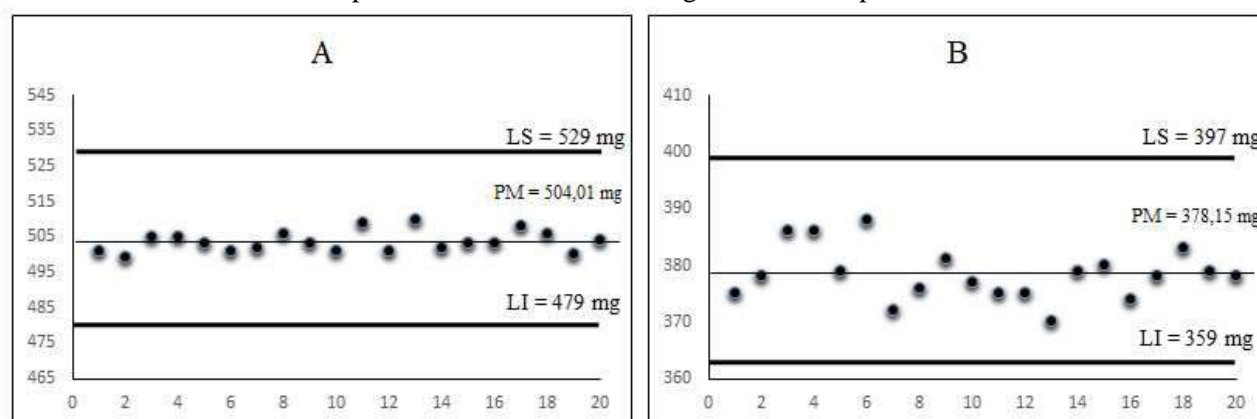 A
545
535
525
515
505
495
485
475
465
LS = 529 mg
PM = 504,01 mg
LI = 479 mg
0 2 4 6 8 10 12 14 16 18 20
B
410
400
390
380
370
360
LS = 397 mg
PM = 378,15 mg
LI = 359 mg
0 2 4 6 8 10 12 14 16 18 20